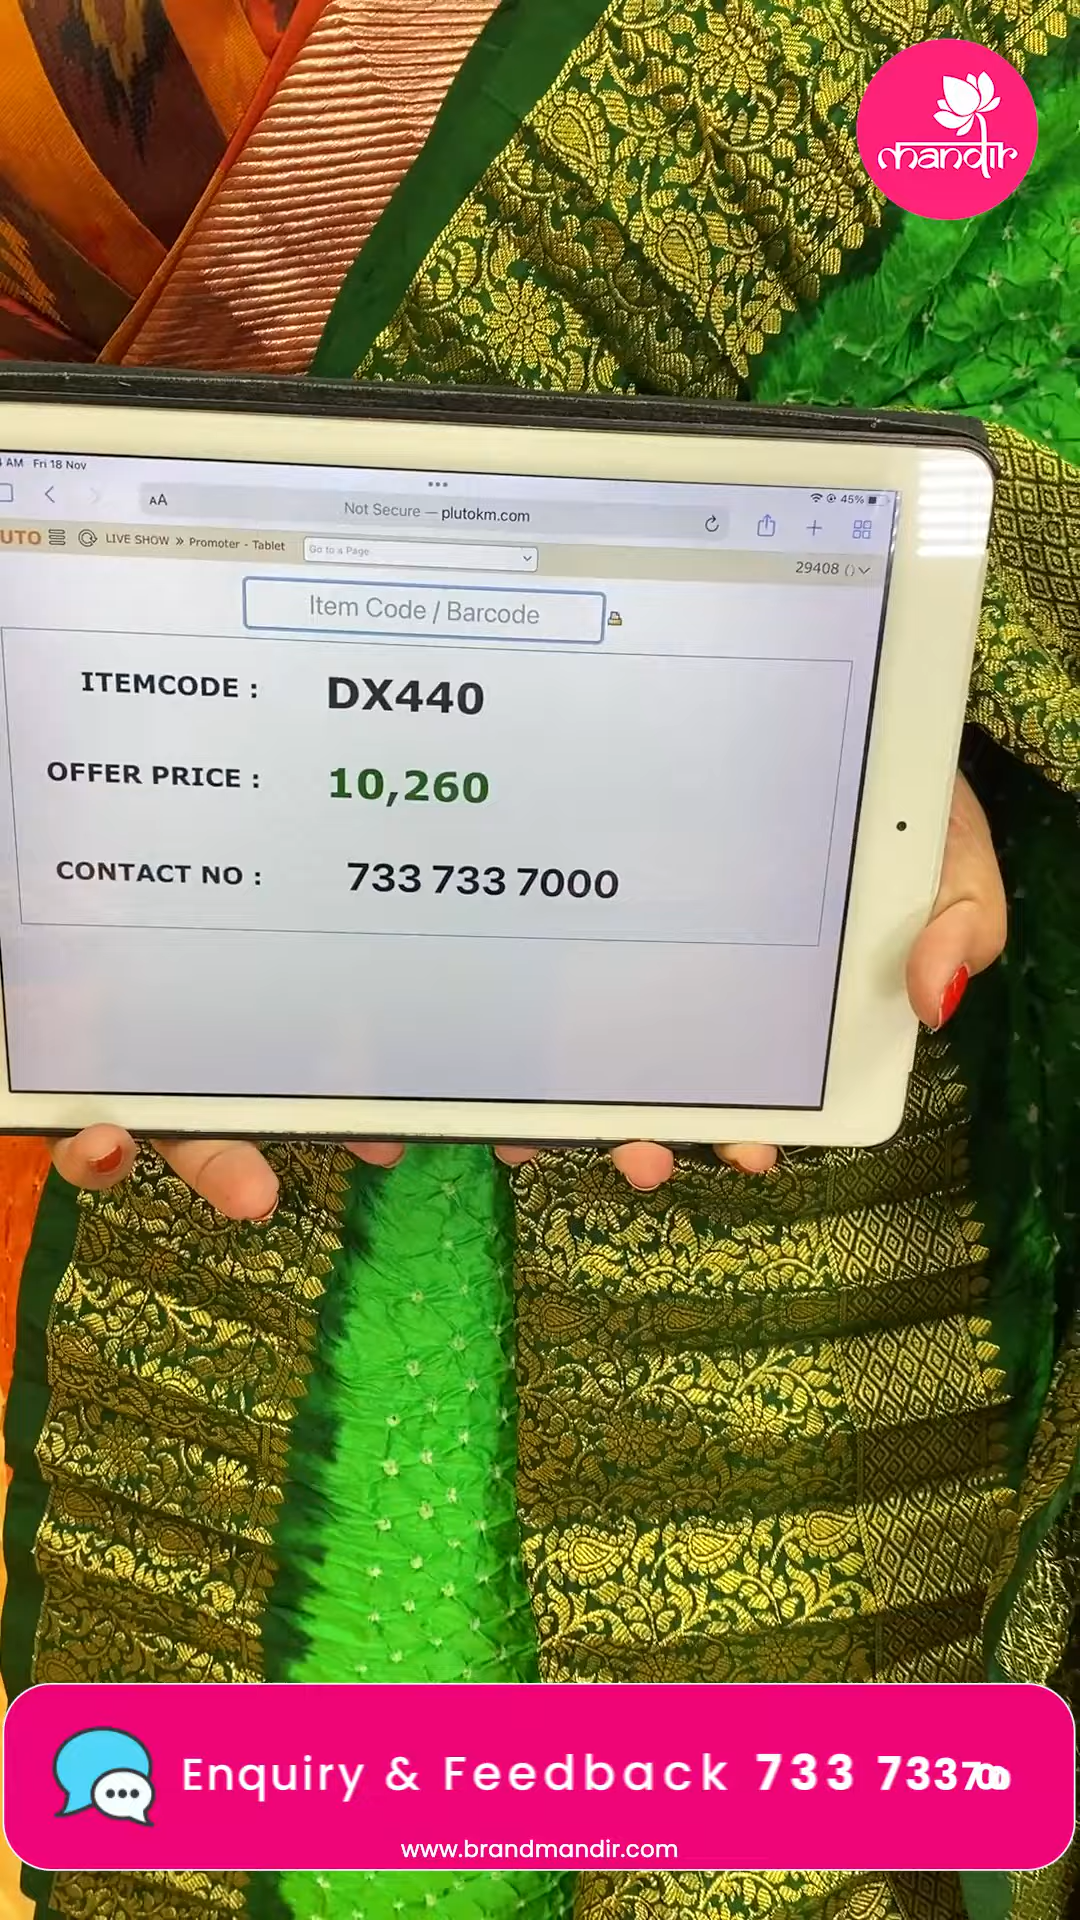 mandir
AM Fri 18 Nov
45%
AA
Not Secure — plutokm.com
UTO LIVE SHOW » Promoter - Tablet
Go to a Page
29408 ()
Item Code / Barcode
ITEMCODE : DX440
OFFER PRICE : 10,260
CONTACT NO : 733 733 7000
Enquiry & Feedback 733 733
www.brandmandir.com